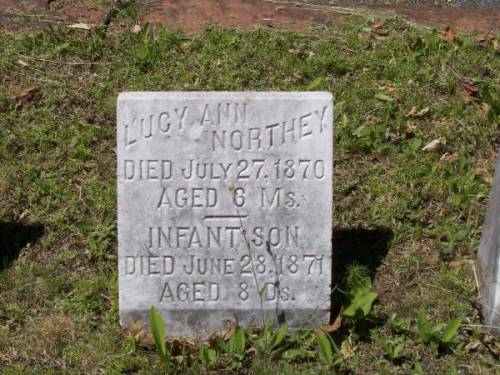 LUCY ANN
NORTHEY
DIED JULY 27. 1870
AGED 6 Ms.
INFANT SON
DIED JUNE 28. 1871
AGED 8 Ds.